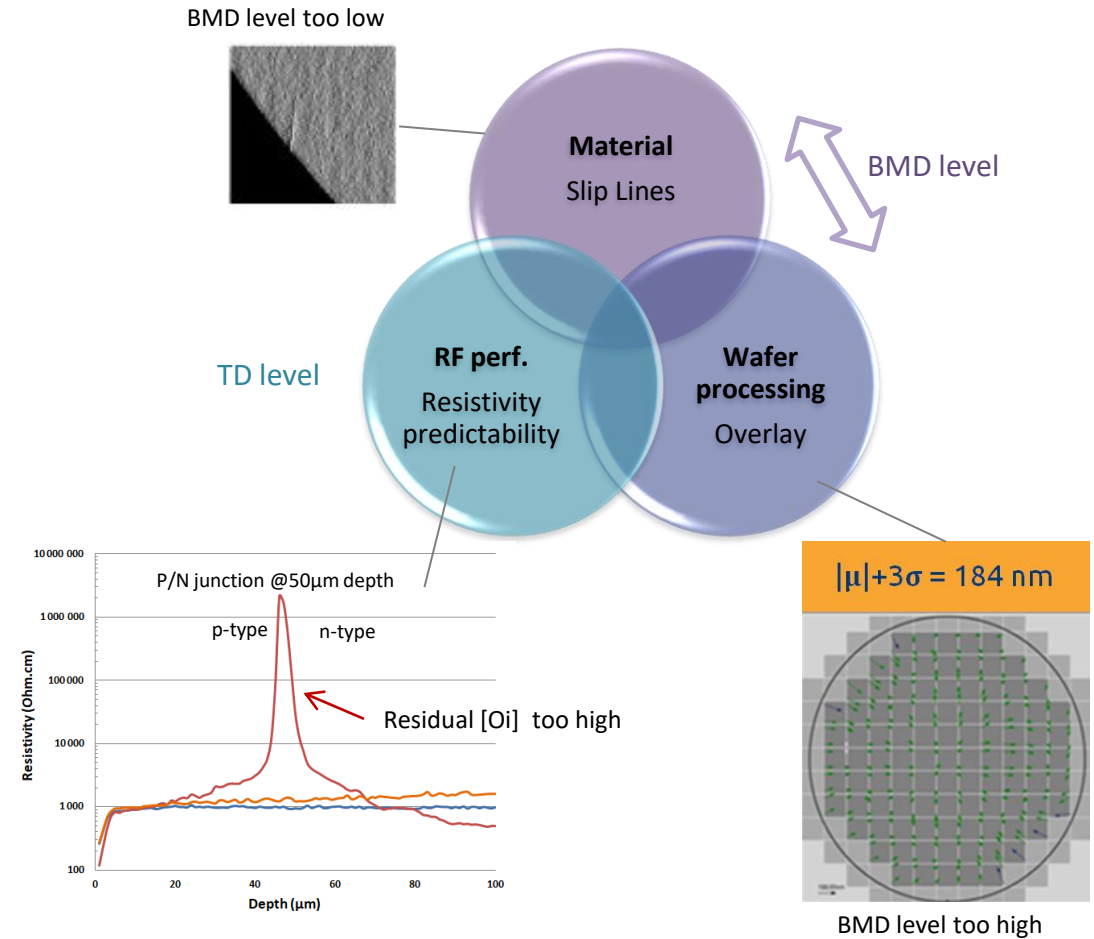 BMD level too low
Material
Slip Lines
BMD level
TD level
RF perf.
Resistivity
predictability
Wafer
processing
Overlay
10 000 000
1 000 000
100 000
10 000
1 000
100
Resistivity (Ohm.cm)
P/N junction @50µm depth
p-type
n-type
Residual [Oi] too high
0
20
40
60
80
100
Depth (µm)
|µ|+3σ = 184 nm
BMD level too high